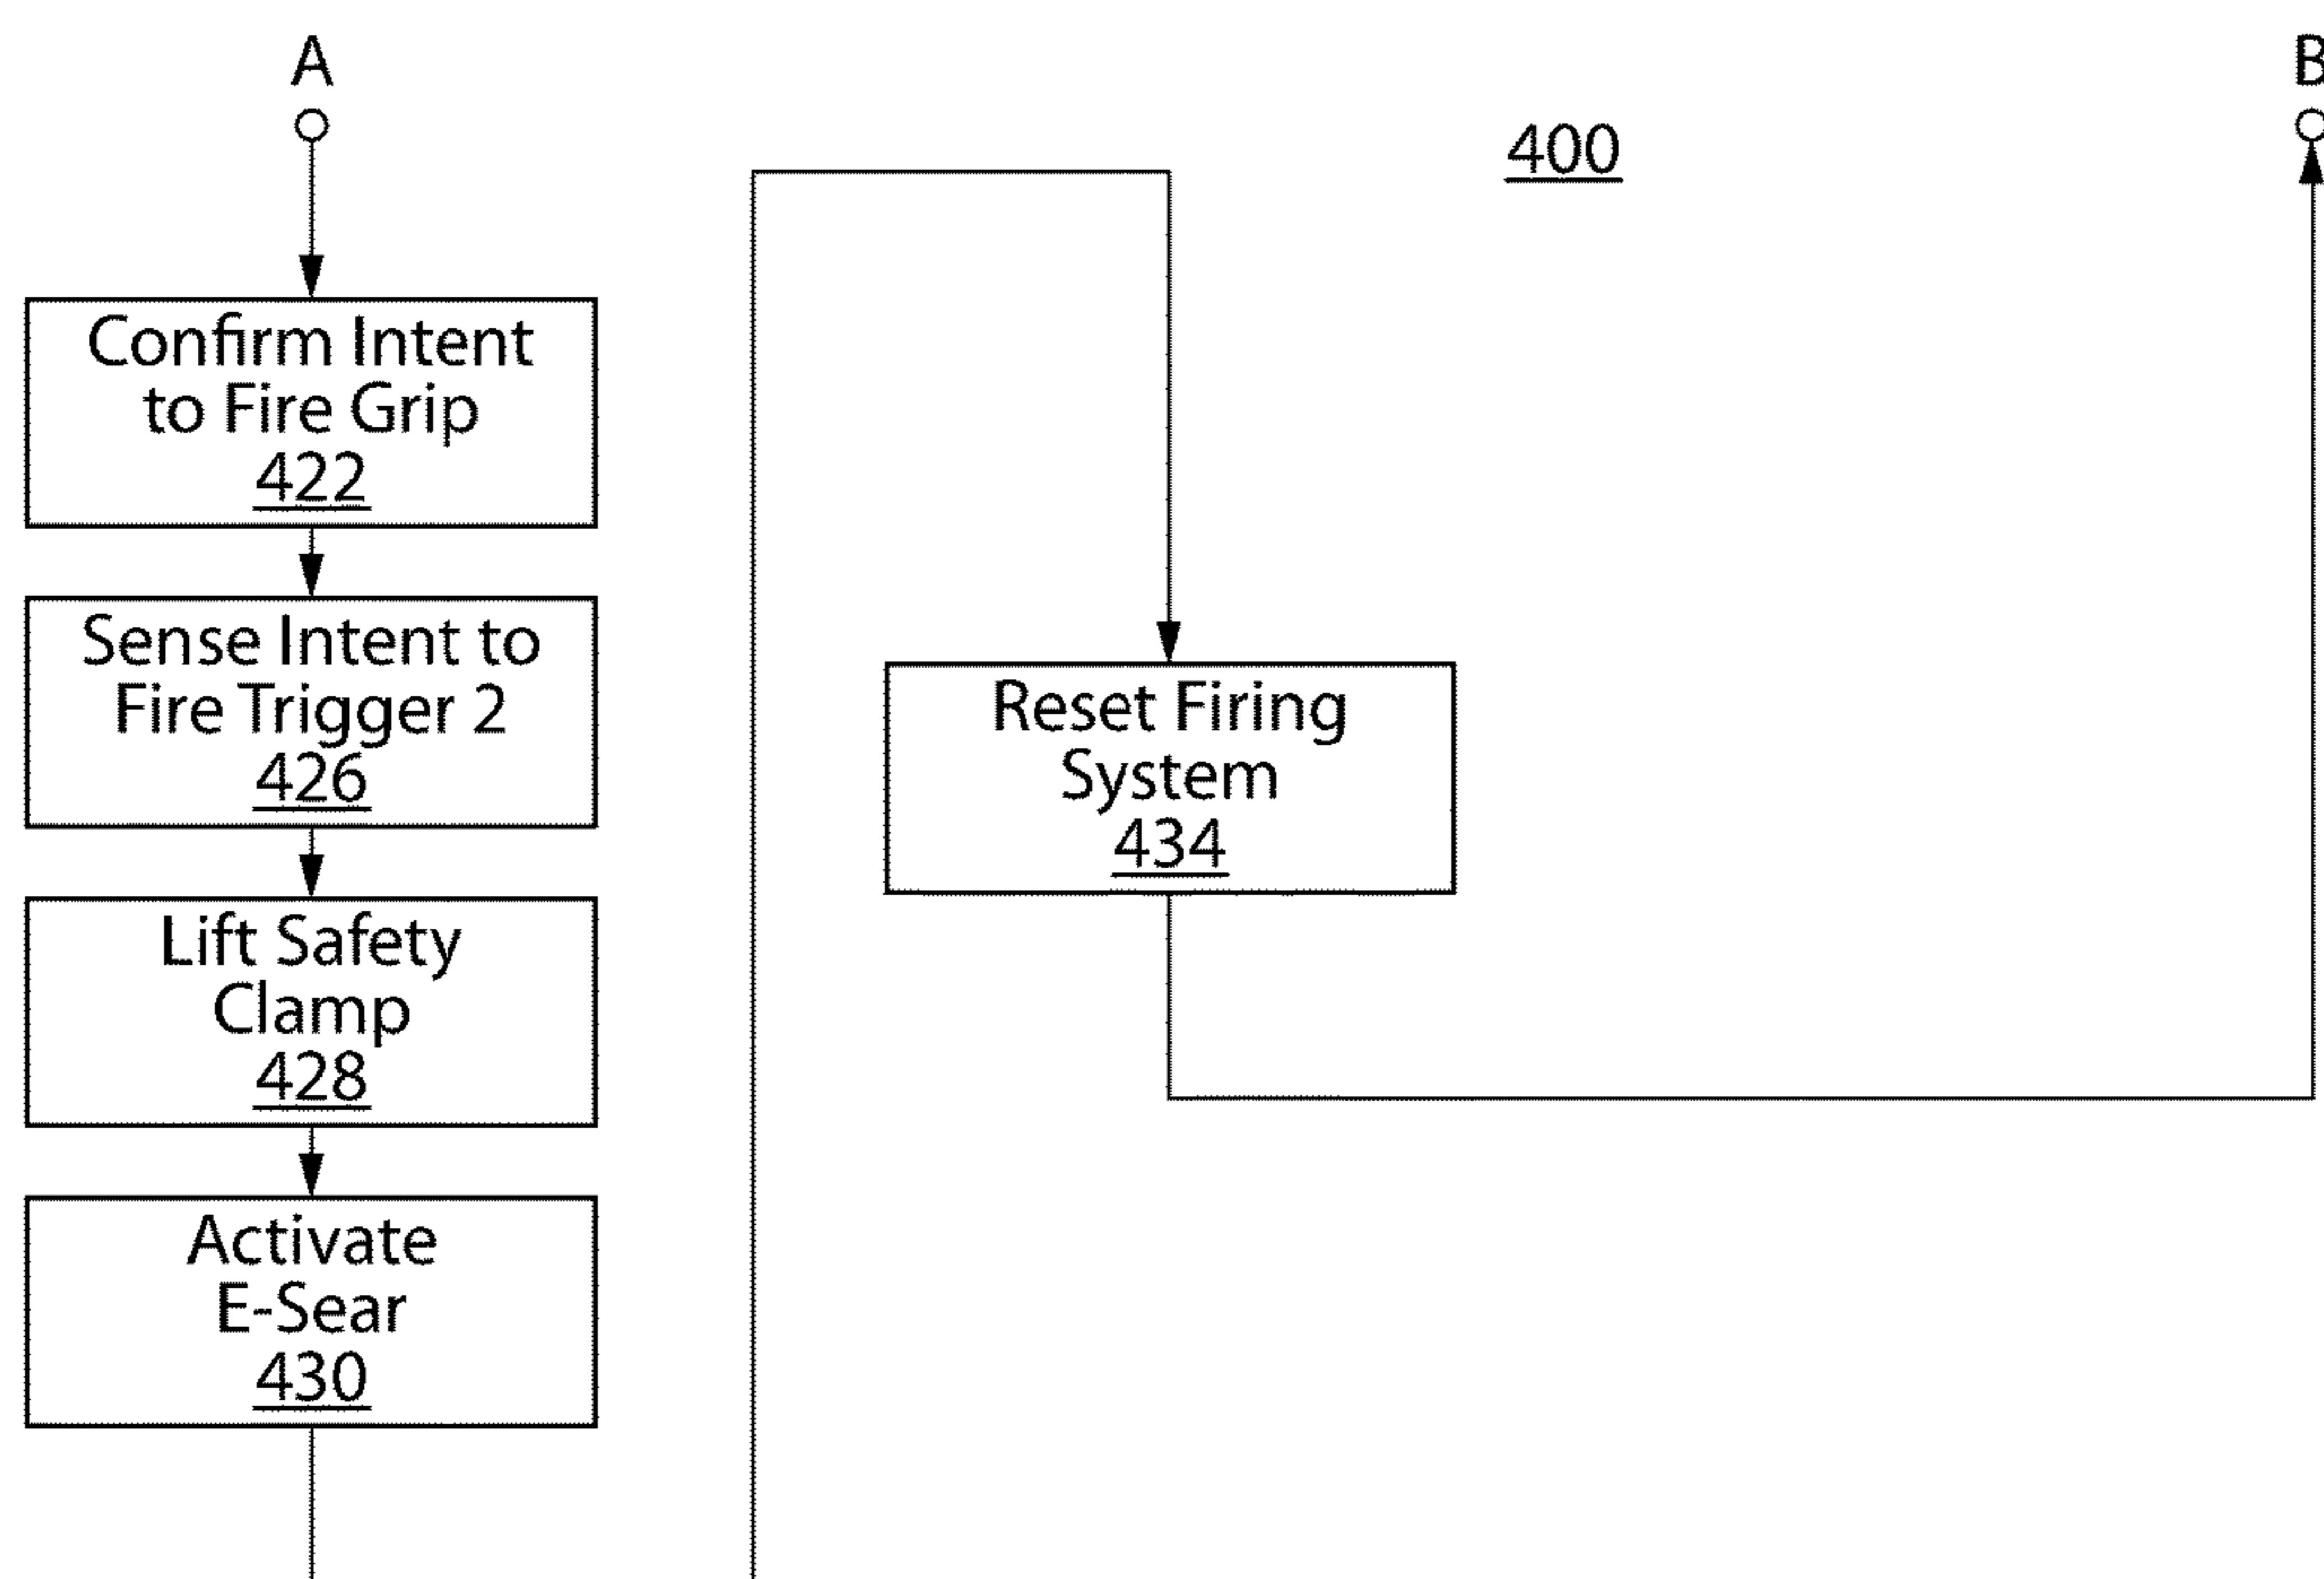 A
B
400
Confirm Intent
to Fire Grip
422
Sense Intent to
Fire Trigger 2
426
Lift Safety
Clamp
428
Activate
E-Sear
430
Reset Firing
System
434